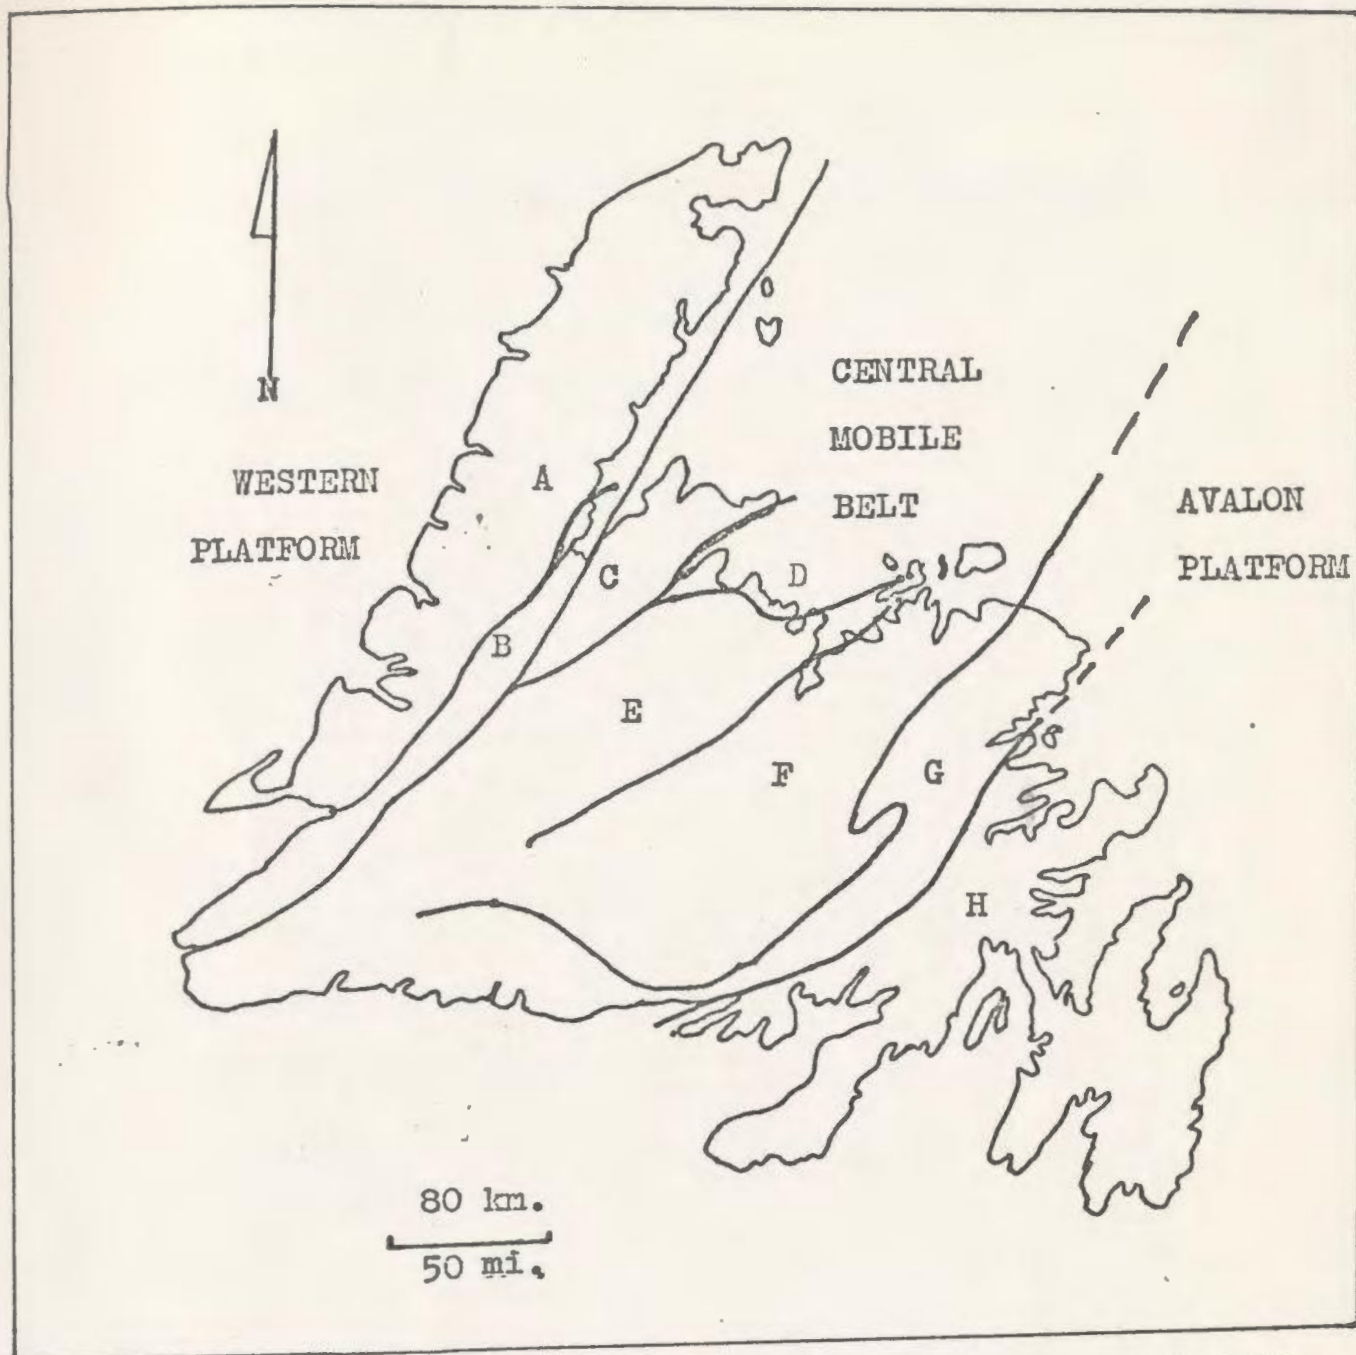 N
WESTERN
PLATFORM
CENTRAL
MOBILE
BELT
AVALON
PLATFORM
A
B
C
D
E
F
G
H
80 km.
50 mi.